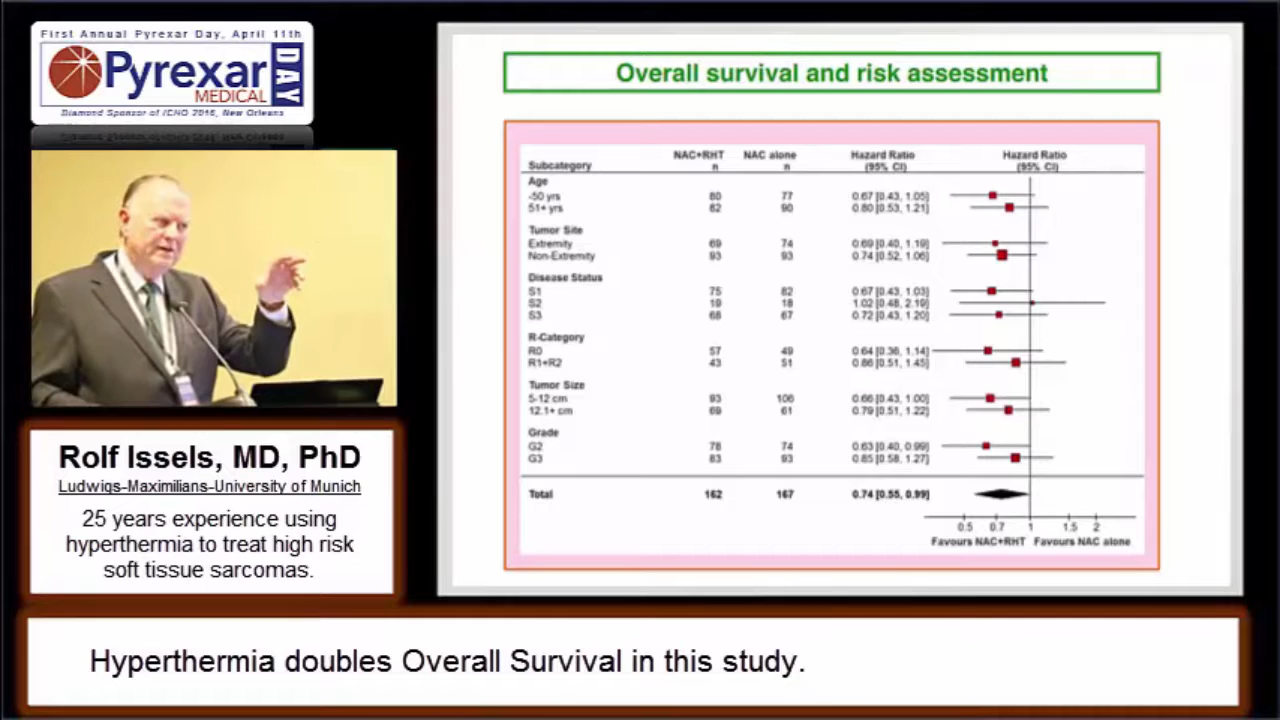 First Annual Pyrexar Day, April 11th
Pyrexar
MEDICAL
DAY
Diamond Sponsor of ICHO 2016, New Orleans
Overall survival and risk assessment
Subcategory NAC+RHT n NAC alone n Hazard Ratio (95% CI) Hazard Ratio (95% CI)
Age
-50 yrs 80 77 0.67 [0.43, 1.05]
51+ yrs 82 90 0.80 [0.53, 1.21]
Tumor Site
Extremity 69 74 0.69 [0.40, 1.19]
Non-Extremity 93 93 0.74 [0.52, 1.06]
Disease Status
S1 75 82 0.67 [0.43, 1.03]
S2 19 18 1.02 [0.48, 2.19]
S3 68 67 0.72 [0.43, 1.20]
R-Category
R0 57 49 0.64 [0.36, 1.14]
R1+R2 43 51 0.86 [0.51, 1.45]
Tumor Size
5-12 cm 93 106 0.66 [0.43, 1.00]
12.1+ cm 69 61 0.79 [0.51, 1.22]
Grade
G2 78 74 0.63 [0.40, 0.99]
G3 83 93 0.85 [0.58, 1.27]
Total 162 167 0.74 [0.55, 0.99]
0.5 0.7 1 1.5 2
Favours NAC+RHT Favours NAC alone
Rolf Issels, MD, PhD
Ludwigs-Maximilians-University of Munich
25 years experience using
hyperthermia to treat high risk
soft tissue sarcomas.
Hyperthermia doubles Overall Survival in this study.